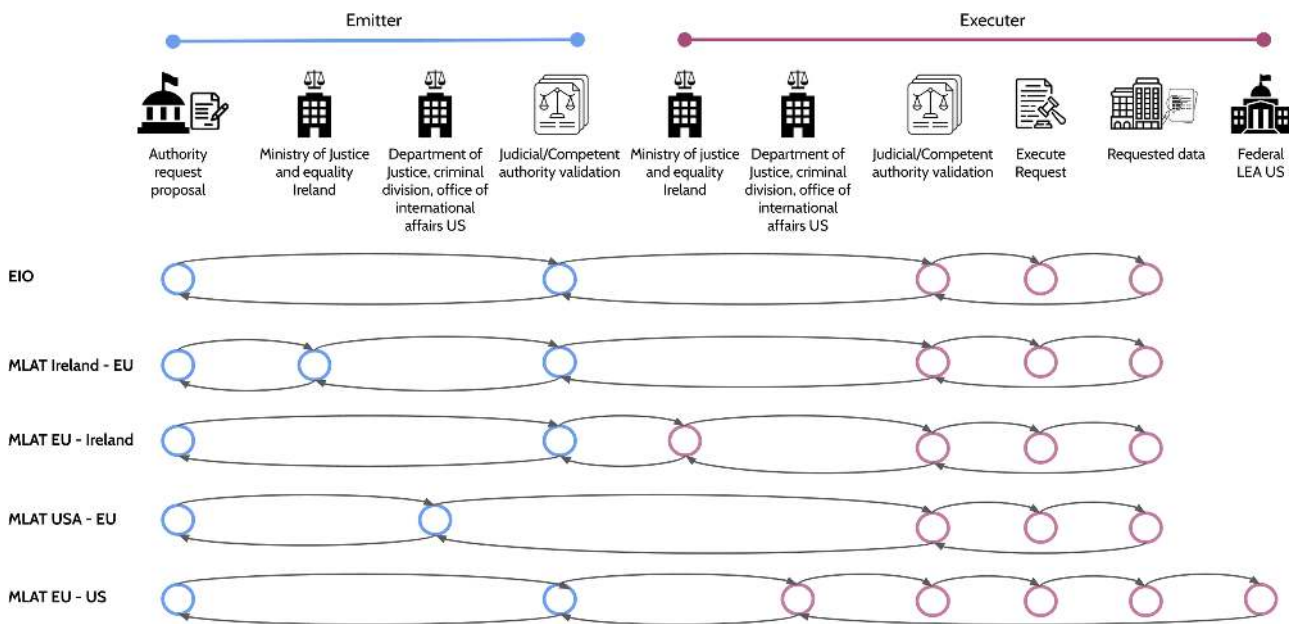 Emitter
Executer
Authority
request
proposal
Ministry of Justice
and equality
Ireland
Department of
Justice, criminal
division, office of
international
affairs US
Judicial/Competent
authority validation
Ministry of justice
and equality
Ireland
Department of
Justice, criminal
division, office of
international
affairs US
Judicial/Competent
authority validation
Execute
Request
Requested data
Federal
LEA US
EIO
MLAT Ireland - EU
MLAT EU - Ireland
MLAT USA - EU
MLAT EU - US